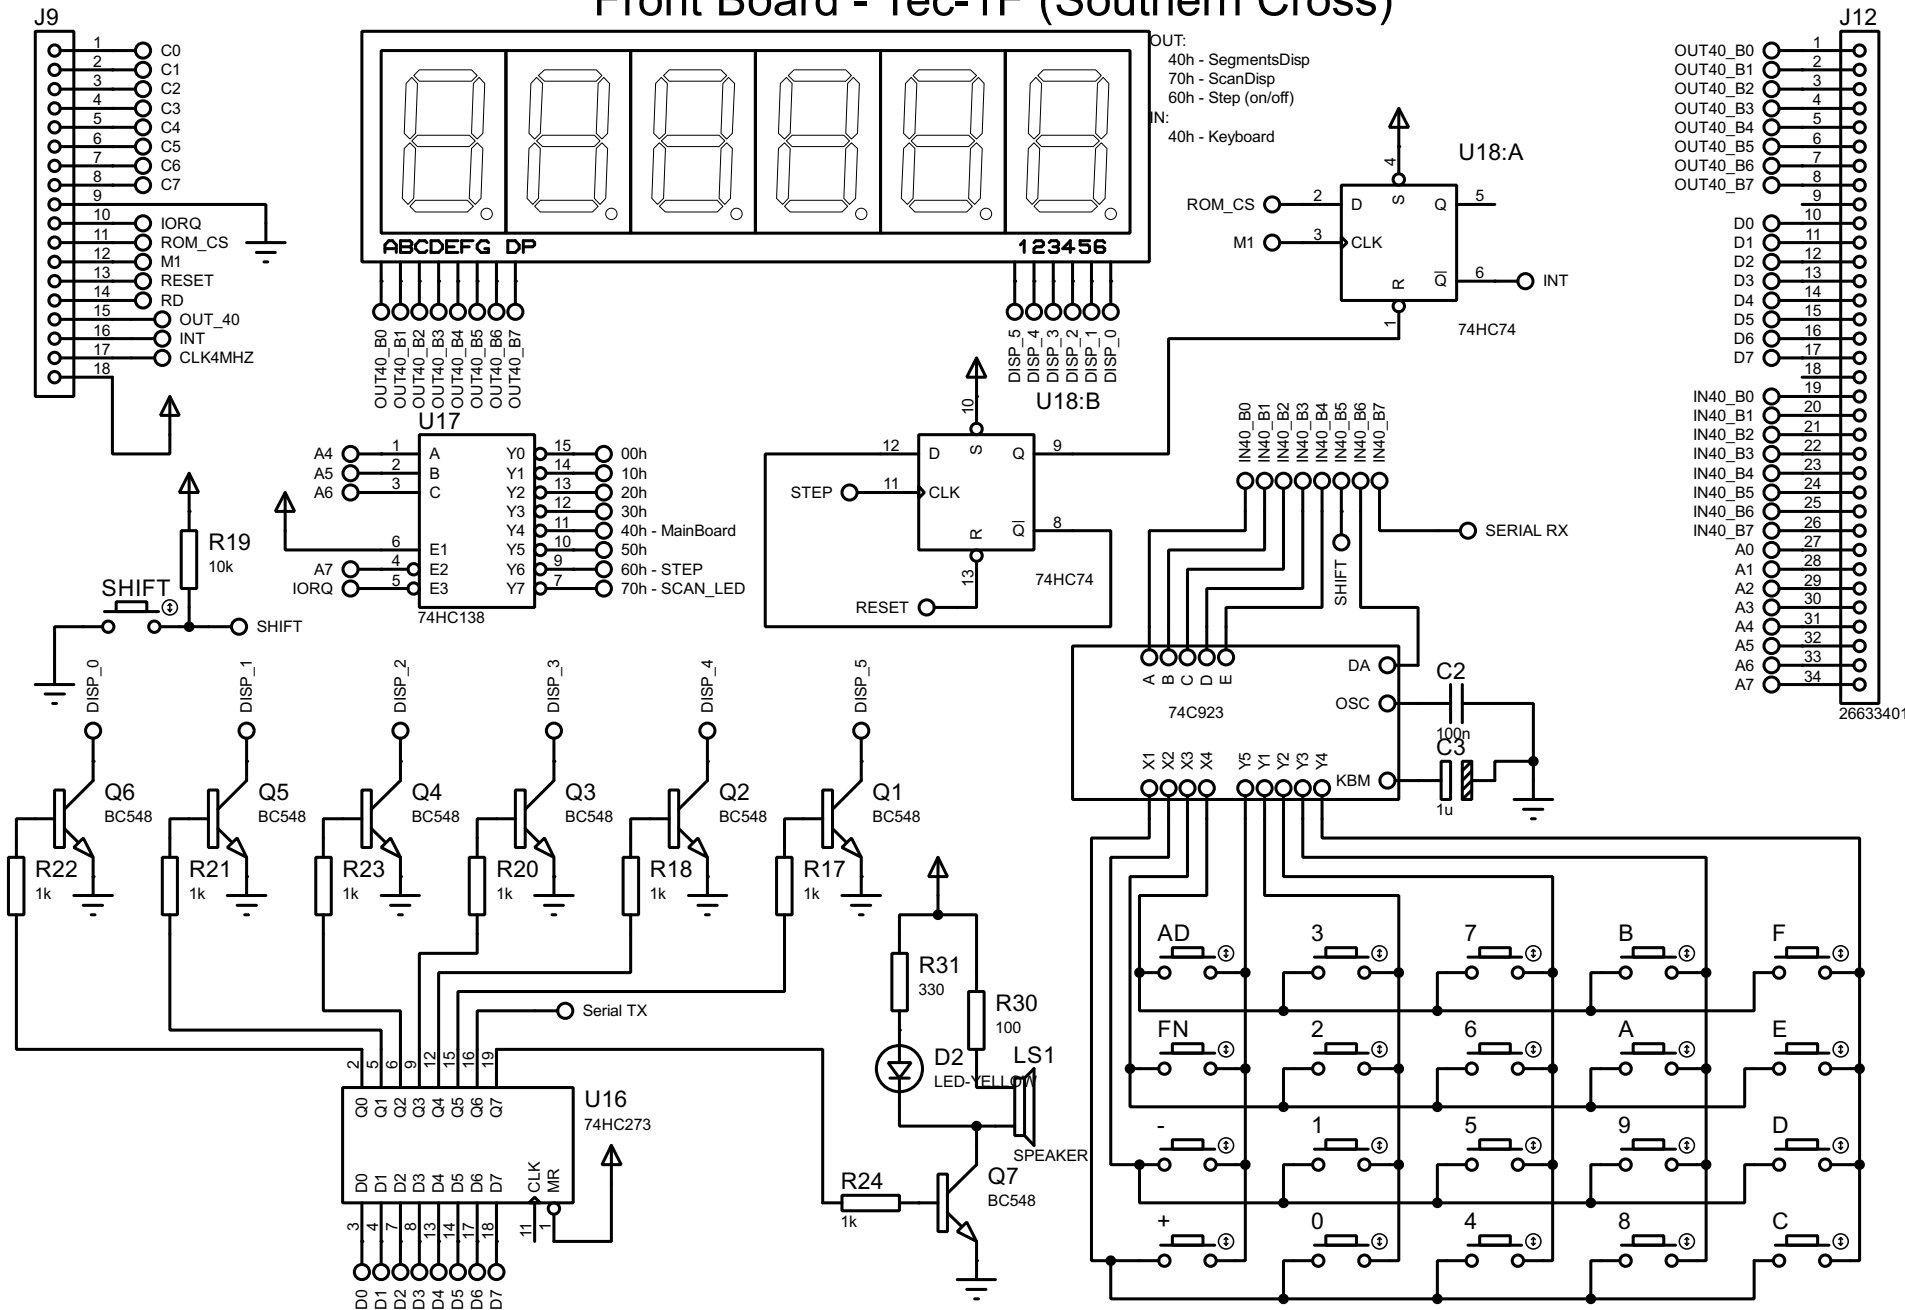 Front Board - Tec-1F (Southern Cross)
J9
1 C0
2 C1
3 C2
4 C3
5 C4
6 C5
7 C6
8 C7
9
10 IORQ
11 ROM_CS
12 M1
13 RESET
14 RD
15 OUT_40
16 INT
17 CLK4MHZ
18
ABCDEFG DP
123456
OUT40_B0
OUT40_B1
OUT40_B2
OUT40_B3
OUT40_B4
OUT40_B5
OUT40_B6
OUT40_B7
DISP_5
DISP_4
DISP_3
DISP_2
DISP_1
DISP_0
OUT:
40h - SegmentsDisp
70h - ScanDisp
60h - Step (on/off)
IN:
40h - Keyboard
U18:A
ROM_CS 2 D S Q 5
4
M1 3 CLK
R Q 6 INT
1
74HC74
J12
OUT40_B0 1
OUT40_B1 2
OUT40_B2 3
OUT40_B3 4
OUT40_B4 5
OUT40_B5 6
OUT40_B6 7
OUT40_B7 8
9
D0 10
D1 11
D2 12
D3 13
D4 14
D5 15
D6 16
D7 17
18
IN40_B0 19
IN40_B1 20
IN40_B2 21
IN40_B3 22
IN40_B4 23
IN40_B5 24
IN40_B6 25
IN40_B7 26
A0 27
A1 28
A2 29
A3 30
A4 31
A5 32
A6 33
A7 34
26633401
U17
A4 1 A Y0 15 00h
A5 2 B Y1 14 10h
A6 3 C Y2 13 20h
Y3 12 30h
Y4 11 40h - MainBoard
6 E1 Y5 10 50h
A7 4 E2 Y6 9 60h - STEP
IORQ 5 E3 Y7 7 70h - SCAN_LED
74HC138
R19
10k
SHIFT
SHIFT
U18:B
10
12 D S Q 9
STEP 11 CLK
R Q 8
13
RESET
74HC74
IN40_B0
IN40_B1
IN40_B2
IN40_B3
IN40_B4
IN40_B5
IN40_B6
IN40_B7
SERIAL RX
SHIFT
A B C D E
DA
OSC
KBM
74C923
X1 X2 X3 X4 Y5 Y1 Y2 Y3 Y4
C2
100n
C3
1u
DISP_0
DISP_1
DISP_2
DISP_3
DISP_4
DISP_5
Q6
BC548
Q5
BC548
Q4
BC548
Q3
BC548
Q2
BC548
Q1
BC548
R22
1k
R21
1k
R23
1k
R20
1k
R18
1k
R17
1k
Serial TX
2 5 6 9 12 15 16 19
Q0 Q1 Q2 Q3 Q4 Q5 Q6 Q7
U16
74HC273
D0 D1 D2 D3 D4 D5 D6 D7 CLK MR
3 4 7 8 13 14 17 18 11 1
D0 D1 D2 D3 D4 D5 D6 D7
R31
330
R30
100
D2
LED-YELLOW
LS1
SPEAKER
R24
1k
Q7
BC548
AD 3 7 B F
FN 2 6 A E
- 1 5 9 D
+ 0 4 8 C